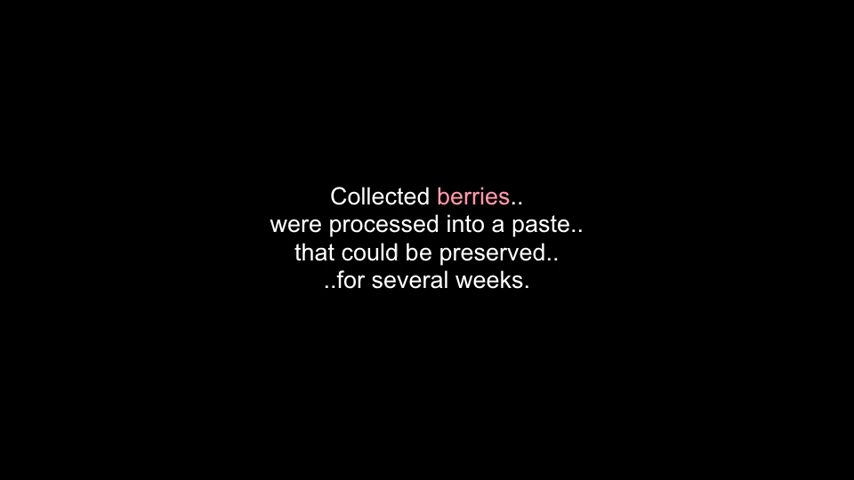 Collected berries..
were processed into a paste..
that could be preserved..
..for several weeks.